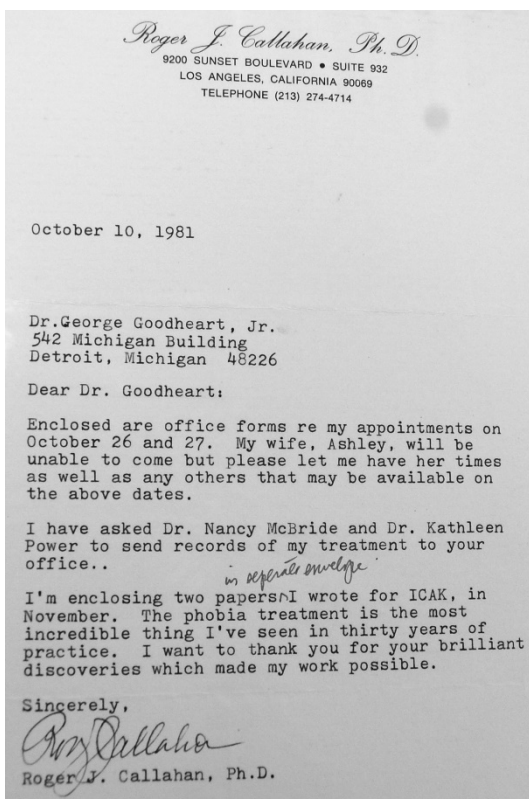 Roger J. Callahan, Ph. D.
9200 SUNSET BOULEVARD • SUITE 932
LOS ANGELES, CALIFORNIA 90069
TELEPHONE (213) 274-4714
October 10, 1981
Dr.George Goodheart, Jr.
542 Michigan Building
Detroit, Michigan 48226
Dear Dr. Goodheart:
Enclosed are office forms re my appointments on
October 26 and 27. My wife, Ashley, will be
unable to come but please let me have her times
as well as any others that may be available on
the above dates.
I have asked Dr. Nancy McBride and Dr. Kathleen
Power to send records of my treatment to your
office..
in seperate envelope
I'm enclosing two papers I wrote for ICAK, in
November. The phobia treatment is the most
incredible thing I've seen in thirty years of
practice. I want to thank you for your brilliant
discoveries which made my work possible.
Sincerely,
Roger Callahan
Roger J. Callahan, Ph.D.